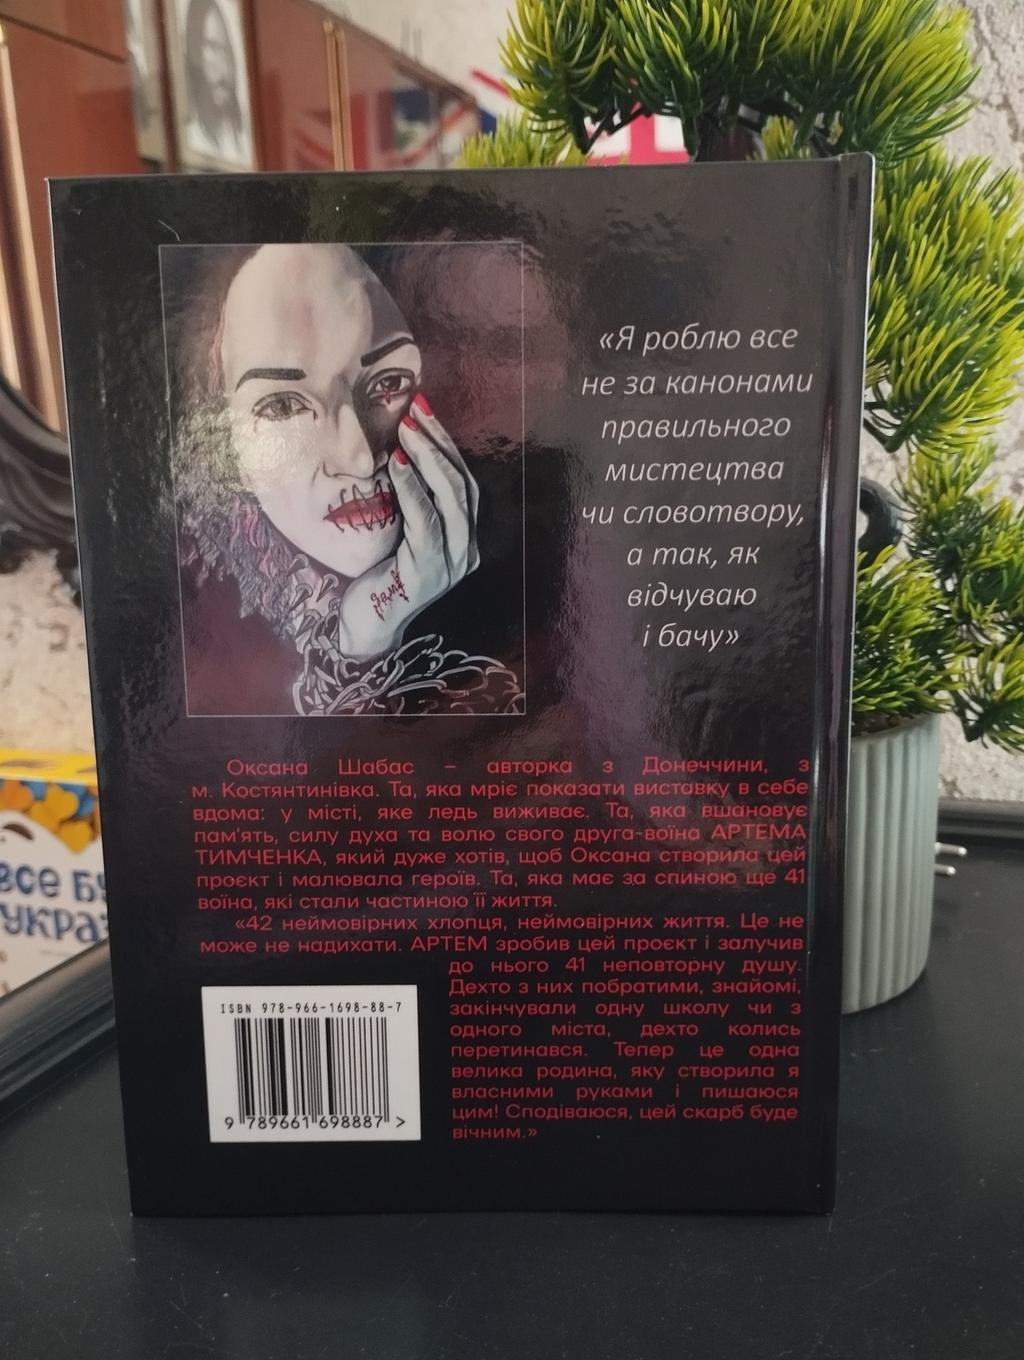 «Я роблю все
не за канонами
правильного
мистецтва
чи словотвору,
а так, як
відчуваю
і бачу»
Оксана Шабас – авторка з Донеччини, з
м. Костянтинівка. Та, яка мріє показати виставку в себе
вдома: у місті, яке ледь виживає. Та, яка вшановує
пам'ять, силу духа та волю свого друга-воїна АРТЕМА
ТИМЧЕНКА, який дуже хотів, щоб Оксана створила цей
проєкт і малювала героїв. Та, яка має за спиною ще 41
воїна, які стали частиною її життя.
«42 неймовірних хлопця, неймовірних життя. Це не
може не надихати. АРТЕМ зробив цей проєкт і залучив
до нього 41 неповторну душу.
Дехто з них побратими, знайомі,
закінчували одну школу чи з
одного міста, дехто колись
перетинався. Тепер це одна
велика родина, яку створила я
власними руками і пишаюся
цим! Сподіваюся, цей скарб буде
вічним.»
ISBN 978-966-1698-88-7
9 789661 698887 >
все